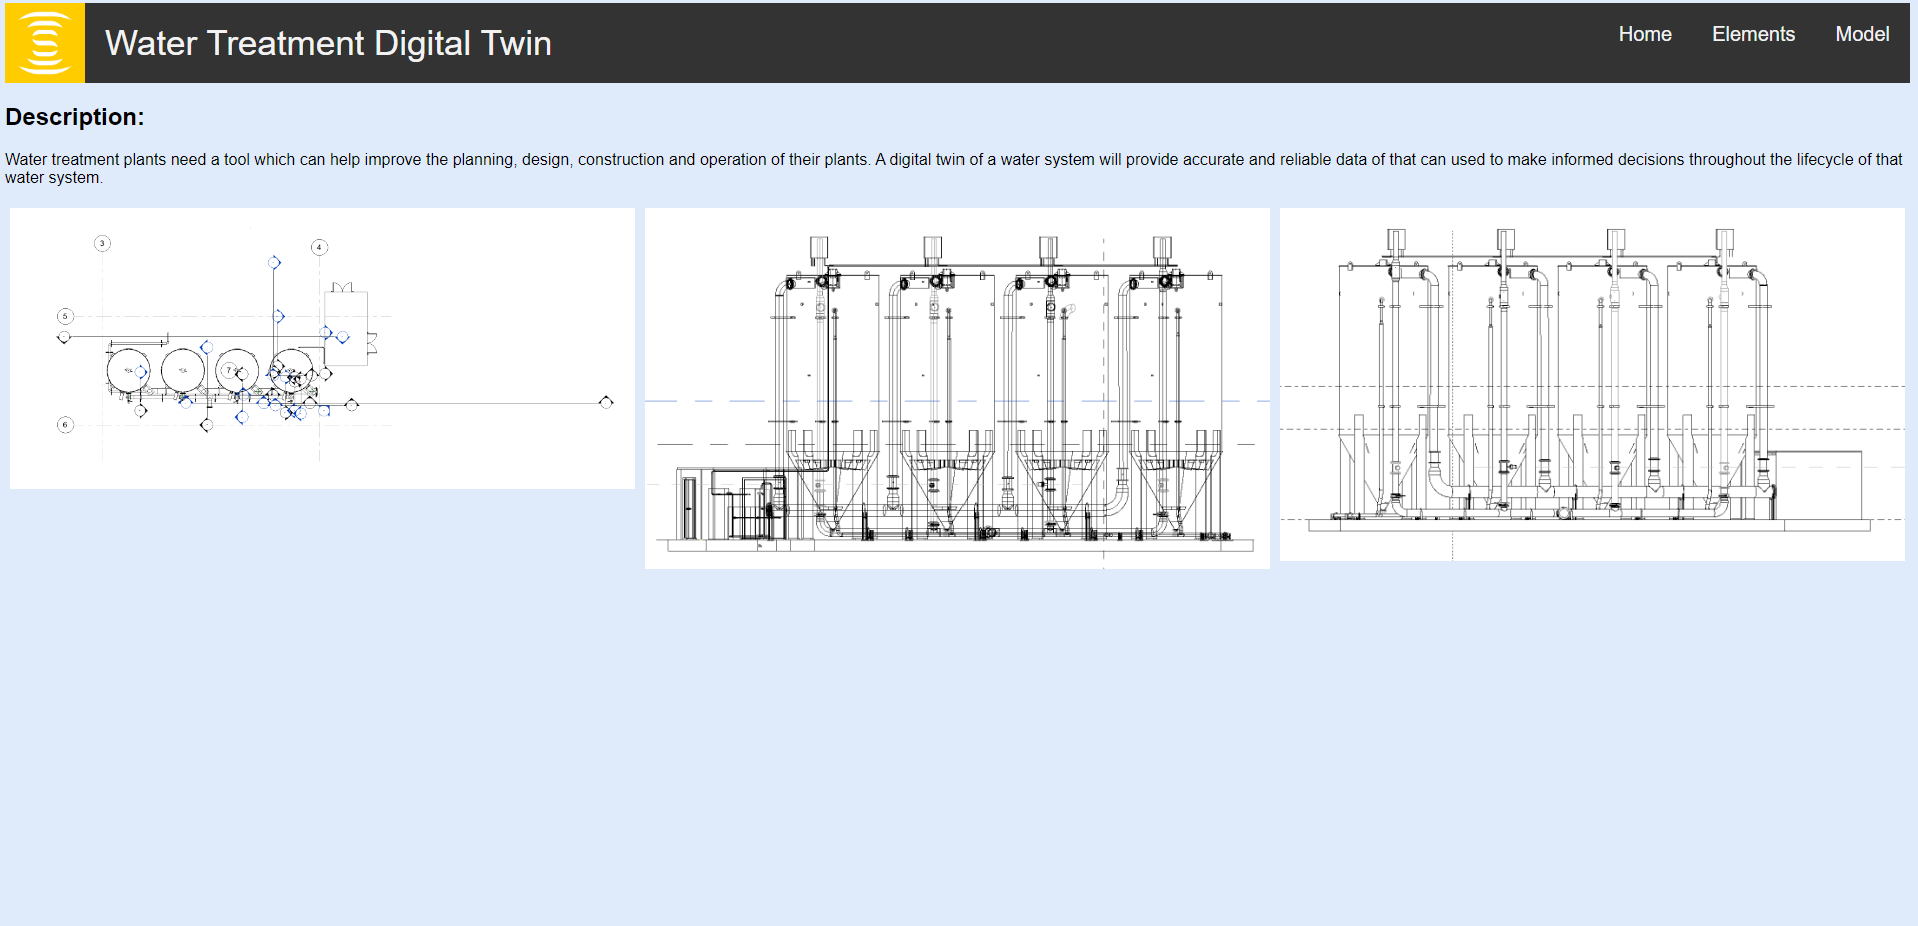 Water Treatment Digital Twin
Home Elements Model
Description:
Water treatment plants need a tool which can help improve the planning, design, construction and operation of their plants. A digital twin of a water system will provide accurate and reliable data of that can used to make informed decisions throughout the lifecycle of that
water system.
3
4
5
7
6